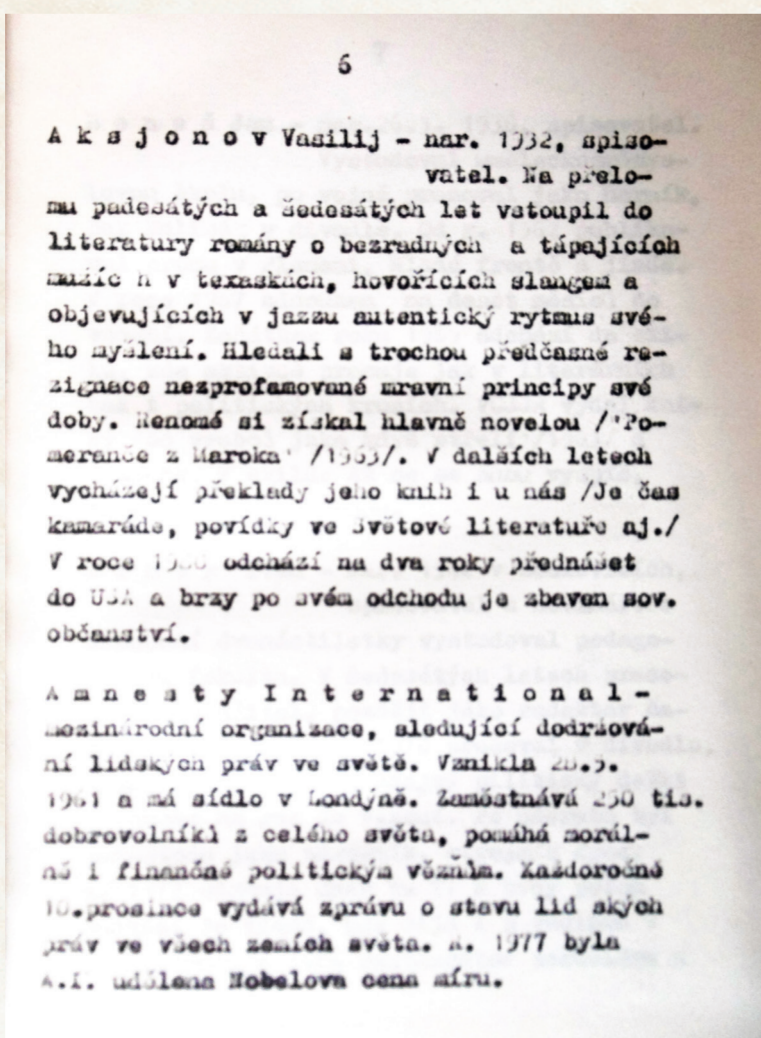 6
A k s j o n o v Vasilij - nar. 1932, spiso-
vatel. Na přelo-
mu padesátých a šedesátých let vstoupil do
literatury romány o bezradných a tápajících
mužíc h v texaskách, hovořících slangem a
objevujících v jazzu autentický rytmus své-
ho myšlení. Hledali s trochou předčasné re-
zignace nezprofamované mravní principy své
doby. Renomé si získal hlavně novelou /'Po-
meranče z Maroka' /1963/. V dalších letech
vycházejí překlady jeho knih i u nás /Je čas
kamaráde, povídky ve Světové literatuře aj./
V roce odchází na dva roky přednášet
do USA a brzy po svém odchodu je zbaven sov.
občanství.
A m n e s t y I n t e r n a t i o n a l -
mezinárodní organizace, sledující dodržová-
ní lidských práv ve světě. Vznikla
1961 a má sídlo v Londýně. Zaměstnává 250 tis.
dobrovolníků z celého světa, pomáhá morál-
ně i finančně politickým vězňům. Každoročně
10.prosince vydává zprávu o stavu lid ských
práv ve všech zemích světa. R. 1977 byla
A.I. udělena Nobelova cena míru.